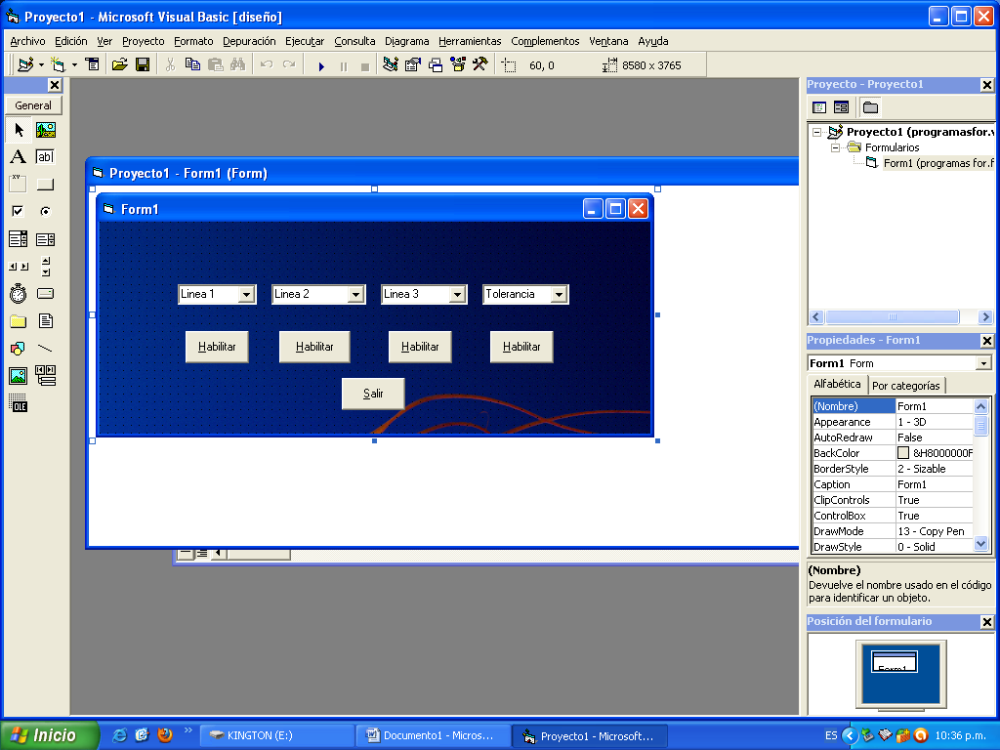 Proyecto1 - Microsoft Visual Basic [diseño]
Archivo Edición Ver Proyecto Formato Depuración Ejecutar Consulta Diagrama Herramientas Complementos Ventana Ayuda
60, 0 8580 x 3765
General
A ab|
XY
OLE
Proyecto1 - Form1 (Form)
Form1
Linea 1 Linea 2 Linea 3 Tolerancia
Habilitar Habilitar Habilitar Habilitar
Salir
Proyecto - Proyecto1
Proyecto1 (programasfor.v
Formularios
Form1 (programas for.f
Propiedades - Form1
Form1 Form
Alfabética Por categorías
(Nombre) Form1
Appearance 1 - 3D
AutoRedraw False
BackColor &H8000000F
BorderStyle 2 - Sizable
Caption Form1
ClipControls True
ControlBox True
DrawMode 13 - Copy Pen
DrawStyle 0 - Solid
(Nombre)
Devuelve el nombre usado en el código
para identificar un objeto.
Posición del formulario
Form1
Inicio KINGTON (E:) Documento1 - Micros... Proyecto1 - Microsoft... ES 10:36 p.m.